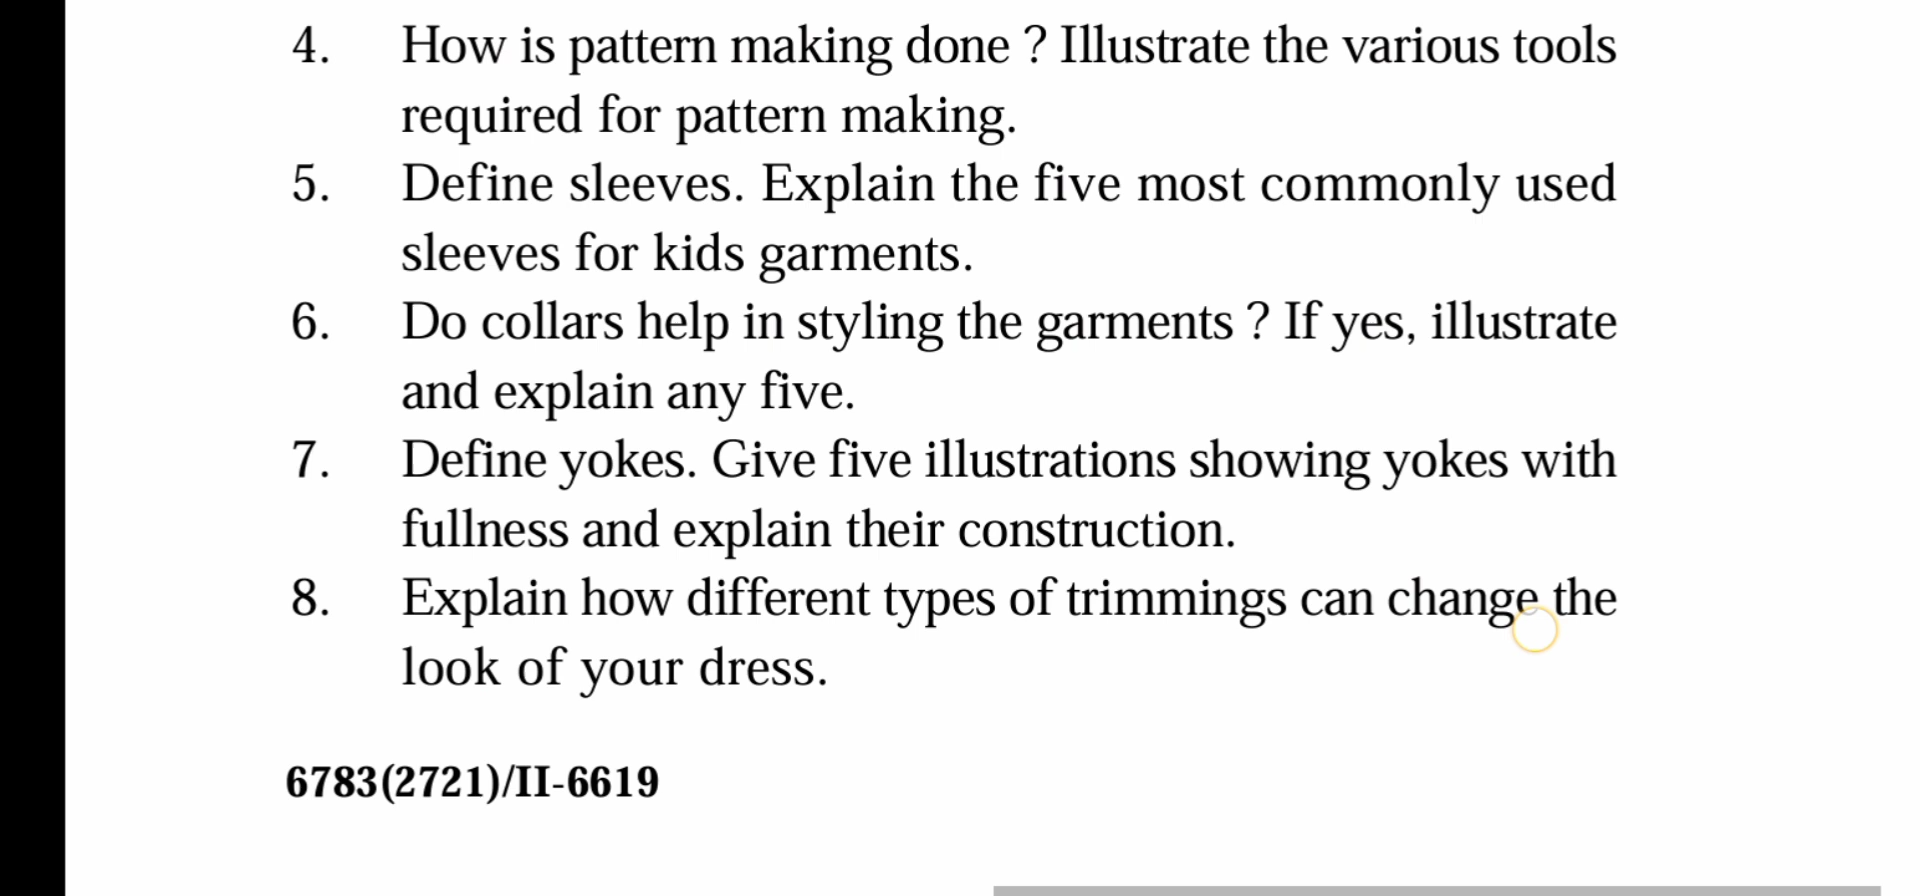 4. How is pattern making done ? Illustrate the various tools
required for pattern making.
5. Define sleeves. Explain the five most commonly used
sleeves for kids garments.
6. Do collars help in styling the garments ? If yes, illustrate
and explain any five.
7. Define yokes. Give five illustrations showing yokes with
fullness and explain their construction.
8. Explain how different types of trimmings can change the
look of your dress.
6783(2721)/II-6619